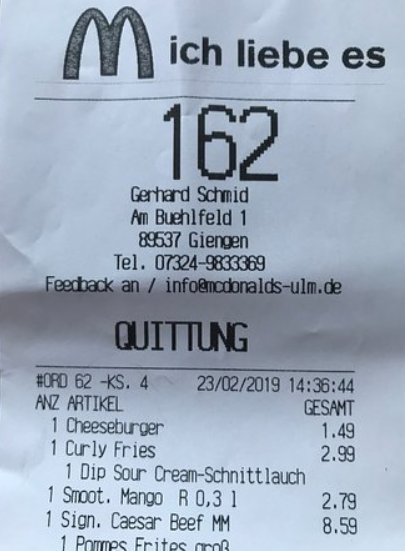 M ich liebe es
162
Gerhard Schmid
Am Buehlfeld 1
89537 Giengen
Tel. 07324-9833369
Feedback an / info@mcdonalds-ulm.de
QUITTUNG
#ORD 62 -KS. 4 23/02/2019 14:36:44
ANZ ARTIKEL GESAMT
1 Cheeseburger 1.49
1 Curly Fries 2.99
1 Dip Sour Cream-Schnittlauch
1 Smoot. Mango R 0,3 l 2.79
1 Sign. Caesar Beef MM 8.59
1 Pommes Frites groß